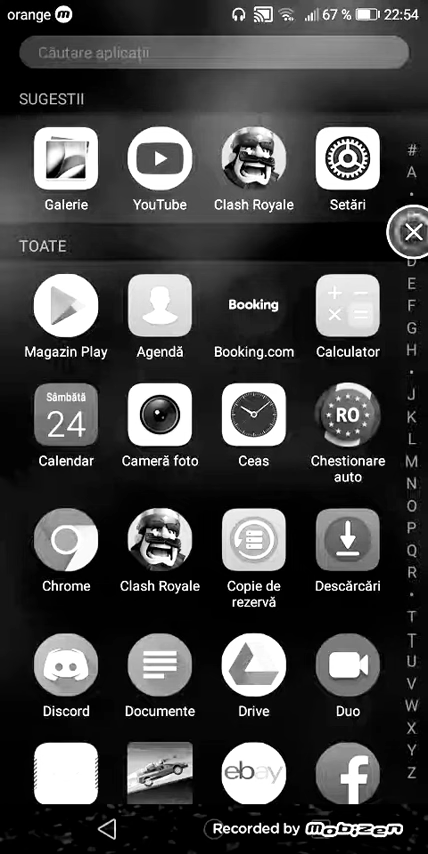 orange m 67 % 22:54
Căutare aplicații
SUGESTII
Galerie YouTube Clash Royale Setări
#
A
TOATE
D
E
F
G
H
Booking
Magazin Play Agendă Booking.com Calculator
J
K
L
M
N
O
P
Q
R
Sâmbătă
24
RO
Calendar Cameră foto Ceas Chestionare
auto
Chrome Clash Royale Copie de
rezervă Descărcări
T
T
U
V
W
X
Y
Z
Discord Documente Drive Duo
ebay f
Recorded by mobizen